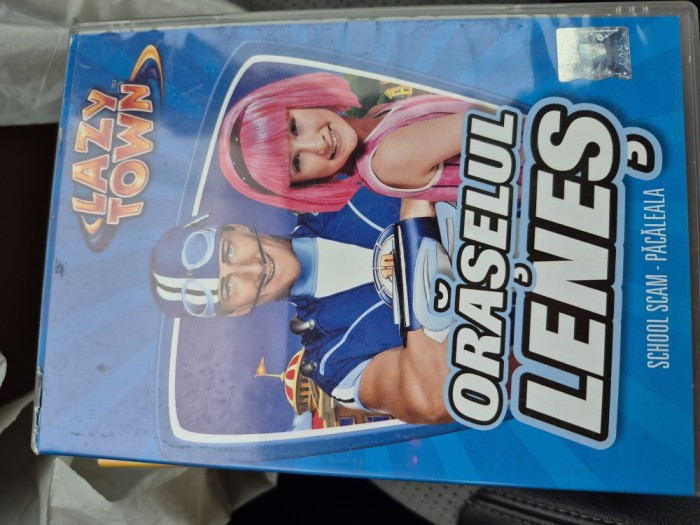 LAZY
TOWN
ORĂȘELUL
LENEȘ
SCHOOL SCAM - PĂCĂLEALA